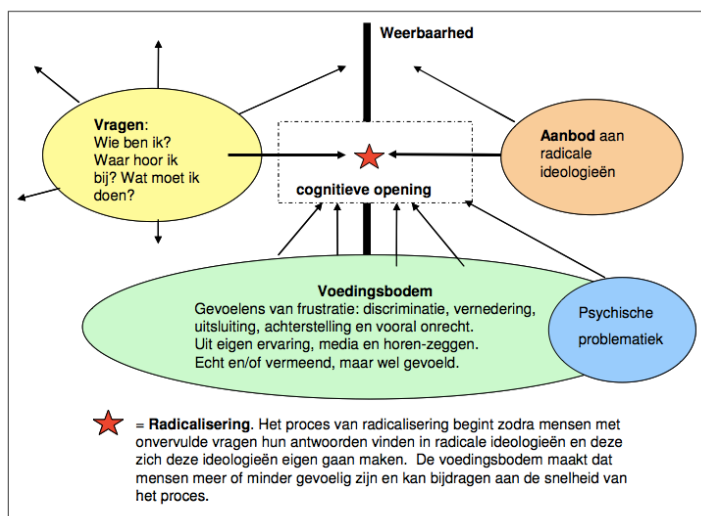 Weerbaarhed
Vragen:
Wie ben ik?
Waar hoor ik
bij? Wat moet ik
doen?
Aanbod aan
radicale
ideologieën
cognitieve opening
Voedingsbodem
Gevoelens van frustratie: discriminatie, vernedering,
uitsluiting, achterstelling en vooral onrecht.
Uit eigen ervaring, media en horen-zeggen.
Echt en/of vermeend, maar wel gevoeld.
Psychische
problematiek
= Radicalisering. Het proces van radicalisering begint zodra mensen met
onvervulde vragen hun antwoorden vinden in radicale ideologieën en deze
zich deze ideologieën eigen gaan maken. De voedingsbodem maakt dat
mensen meer of minder gevoelig zijn en kan bijdragen aan de snelheid van
het proces.